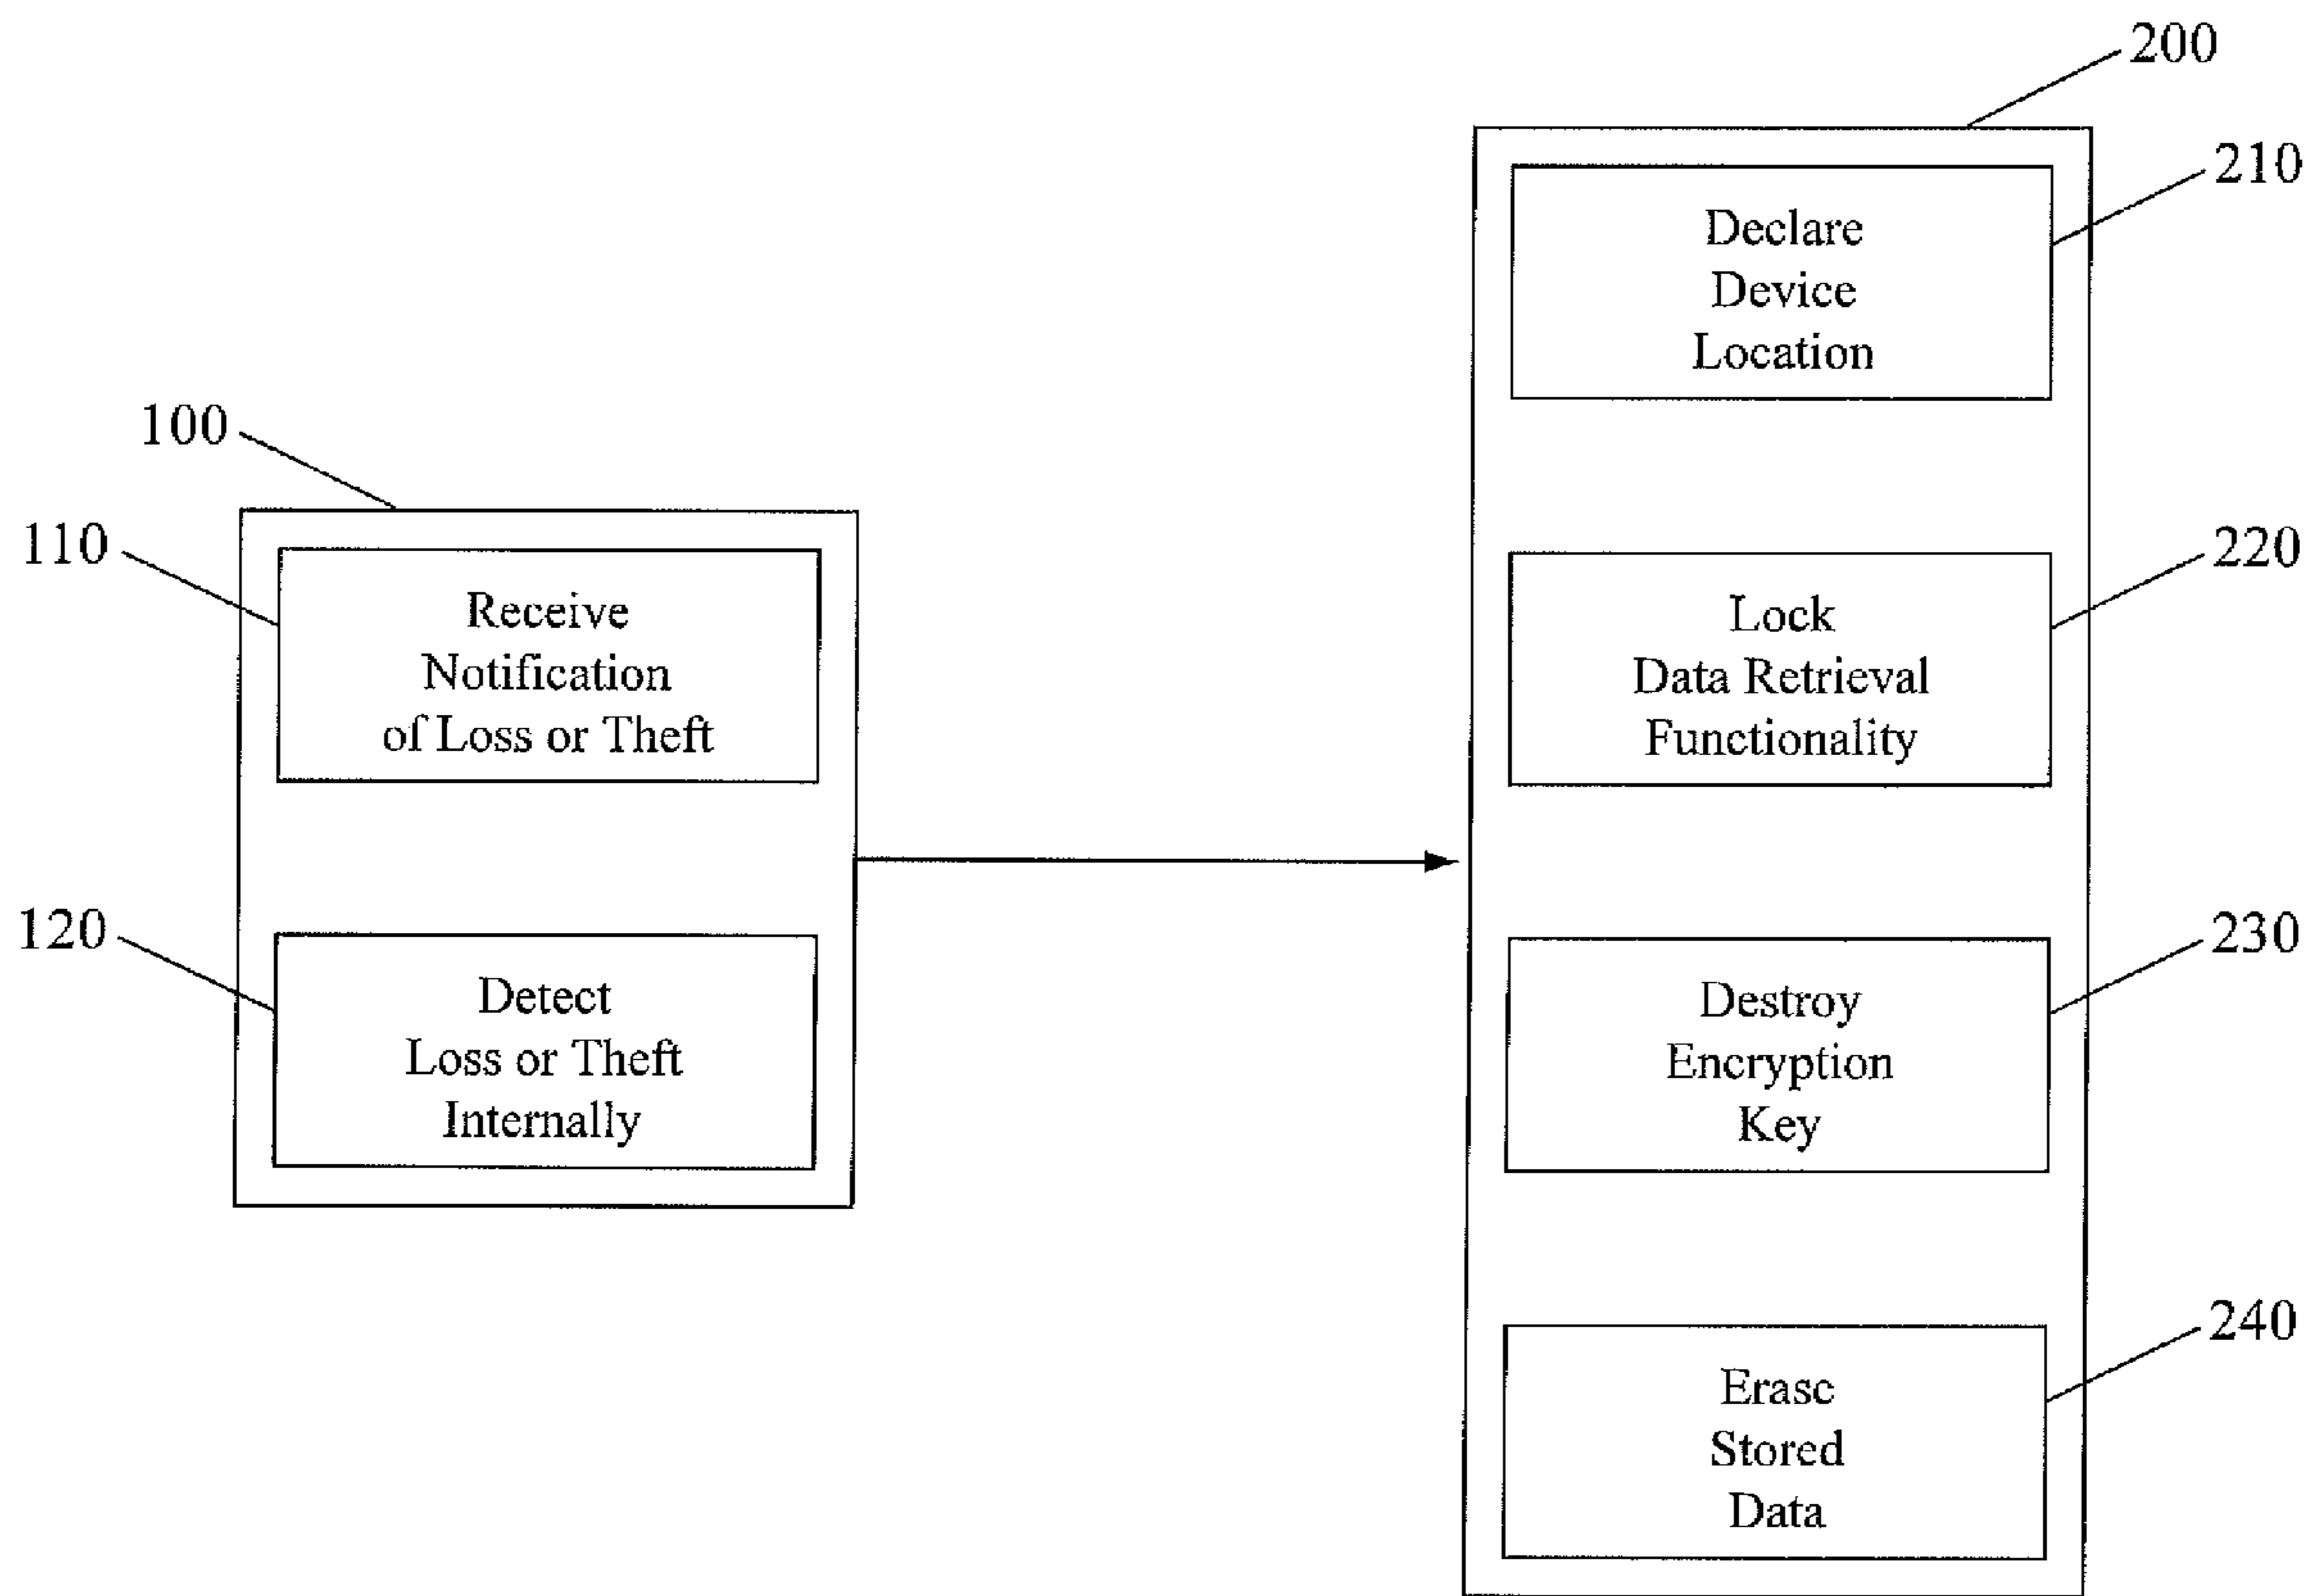 100
110
Receive
Notification
of Loss or Theft
120
Detect
Loss or Theft
Internally
200
210
Declare
Device
Location
220
Lock
Data Retrieval
Functionality
230
Destroy
Encryption
Key
240
Erase
Stored
Data